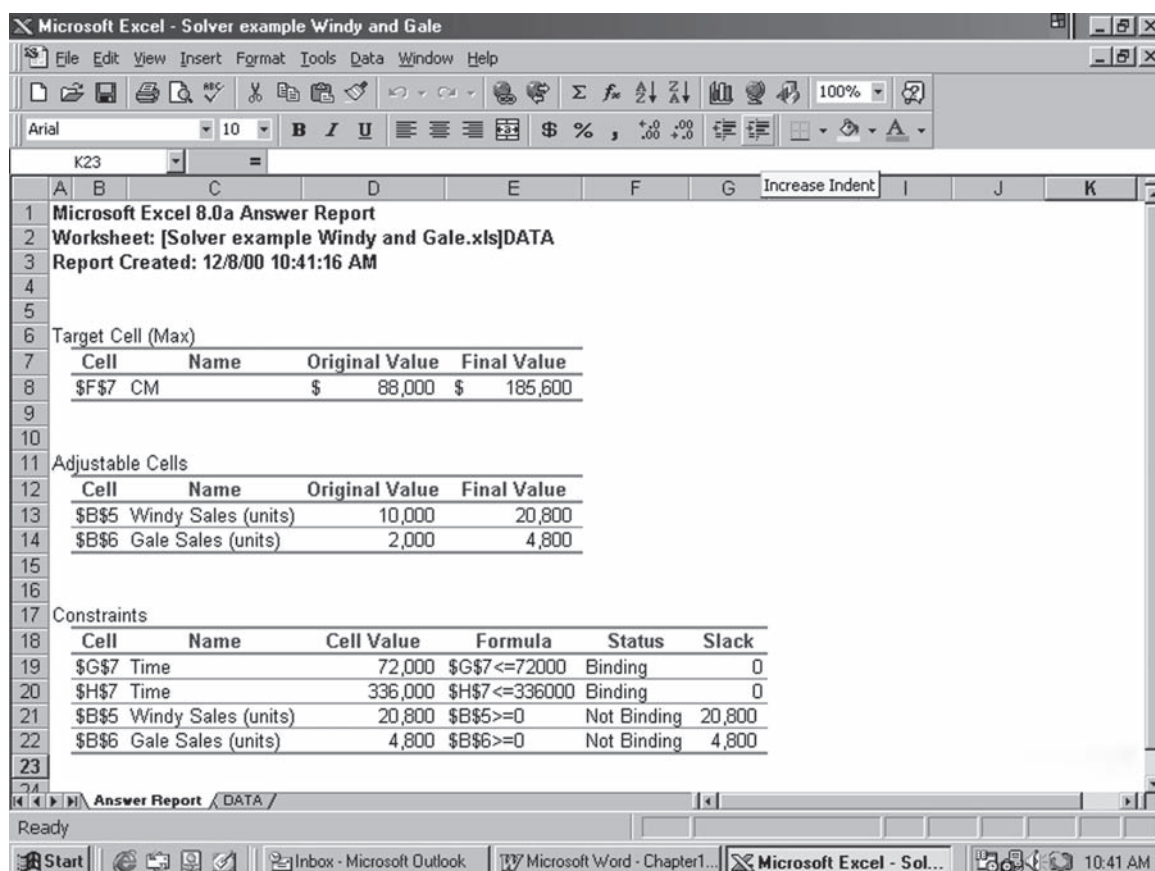 Microsoft Excel - Solver example Windy and Gale
File Edit View Insert Format Tools Data Window Help
100%
Arial 10 B I U $ % ,
K23 =
Increase Indent
A B C D E F G I J K
1 Microsoft Excel 8.0a Answer Report
2 Worksheet: [Solver example Windy and Gale.xls]DATA
3 Report Created: 12/8/00 10:41:16 AM
4
5
6 Target Cell (Max)
7 Cell Name Original Value Final Value
8 $F$7 CM $ 88,000 $ 185,600
9
10
11 Adjustable Cells
12 Cell Name Original Value Final Value
13 $B$5 Windy Sales (units) 10,000 20,800
14 $B$6 Gale Sales (units) 2,000 4,800
15
16
17 Constraints
18 Cell Name Cell Value Formula Status Slack
19 $G$7 Time 72,000 $G$7<=72000 Binding 0
20 $H$7 Time 336,000 $H$7<=336000 Binding 0
21 $B$5 Windy Sales (units) 20,800 $B$5>=0 Not Binding 20,800
22 $B$6 Gale Sales (units) 4,800 $B$6>=0 Not Binding 4,800
23
24
Answer Report DATA
Ready
Start Inbox - Microsoft Outlook Microsoft Word - Chapter1... Microsoft Excel - Sol... 10:41 AM